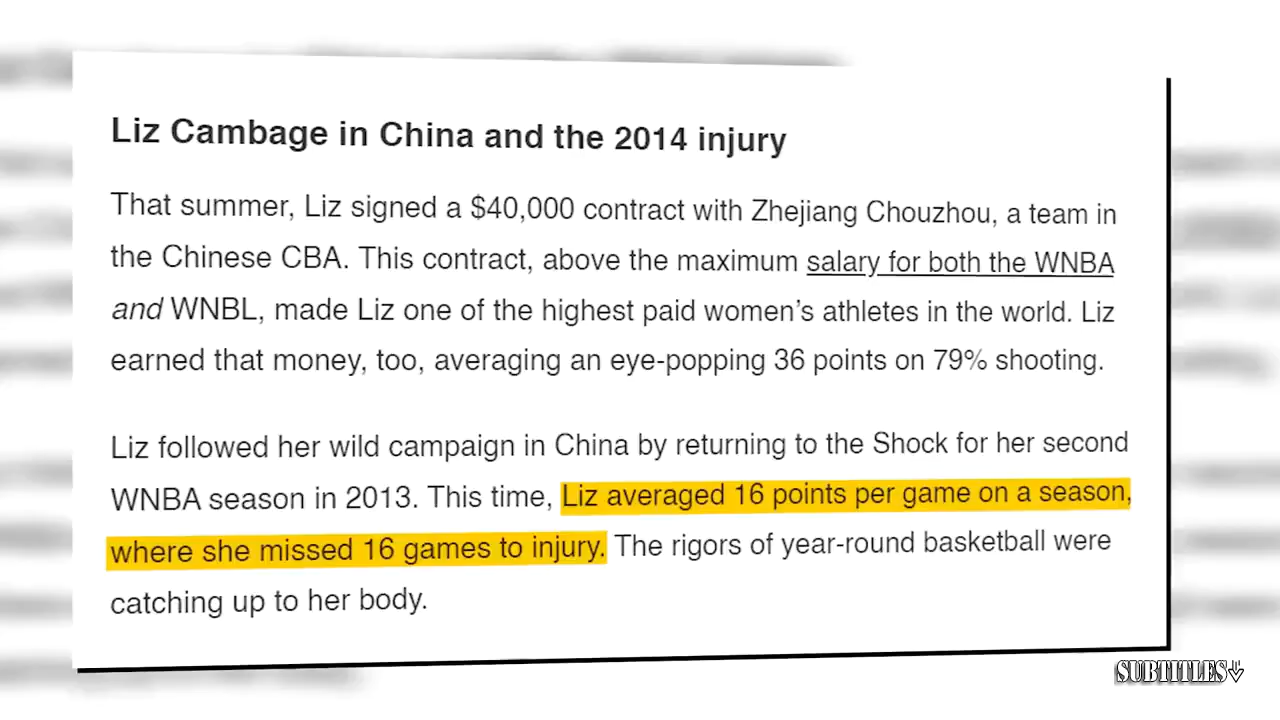 Liz Cambage in China and the 2014 injury
That summer, Liz signed a $40,000 contract with Zhejiang Chouzhou, a team in
the Chinese CBA. This contract, above the maximum salary for both the WNBA
and WNBL, made Liz one of the highest paid women’s athletes in the world. Liz
earned that money, too, averaging an eye-popping 36 points on 79% shooting.
Liz followed her wild campaign in China by returning to the Shock for her second
WNBA season in 2013. This time, Liz averaged 16 points per game on a season,
where she missed 16 games to injury. The rigors of year-round basketball were
catching up to her body.
SUBTITLES